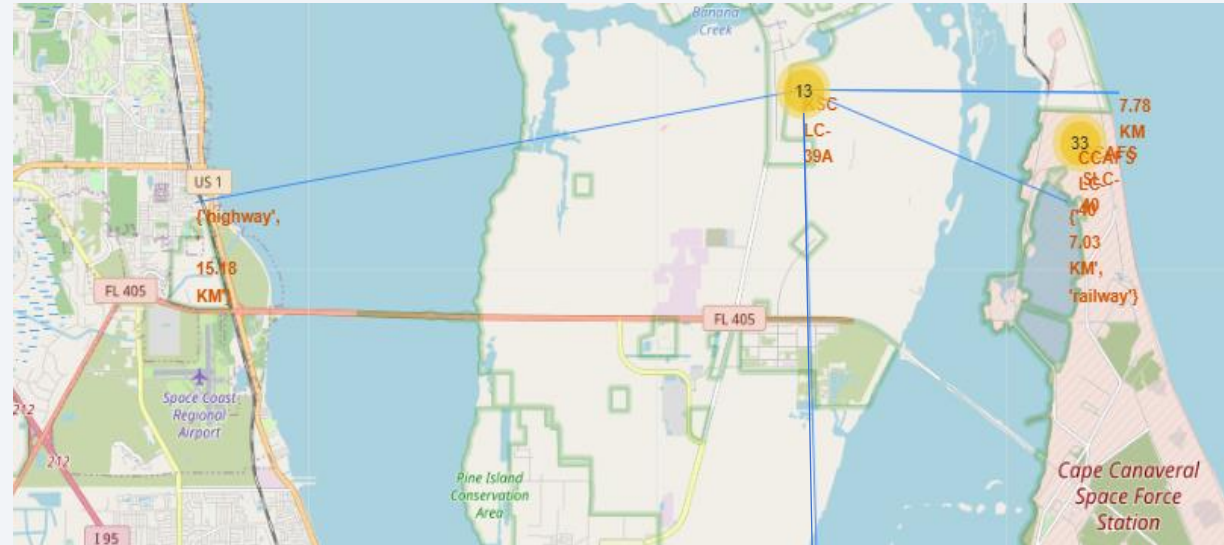 Banana
Creek
13
KSC
LC-
39A
7.78
KM
33
CCAFS
LC-
40
SLC-
40
{'
7.03
KM',
'railway'}
US 1
{'highway',
'
15.18
KM'}
FL 405
FL 405
Space Coast
Regional
Airport
212
212
I 95
Pine Island
Conservation
Area
Cape Canaveral
Space Force
Station